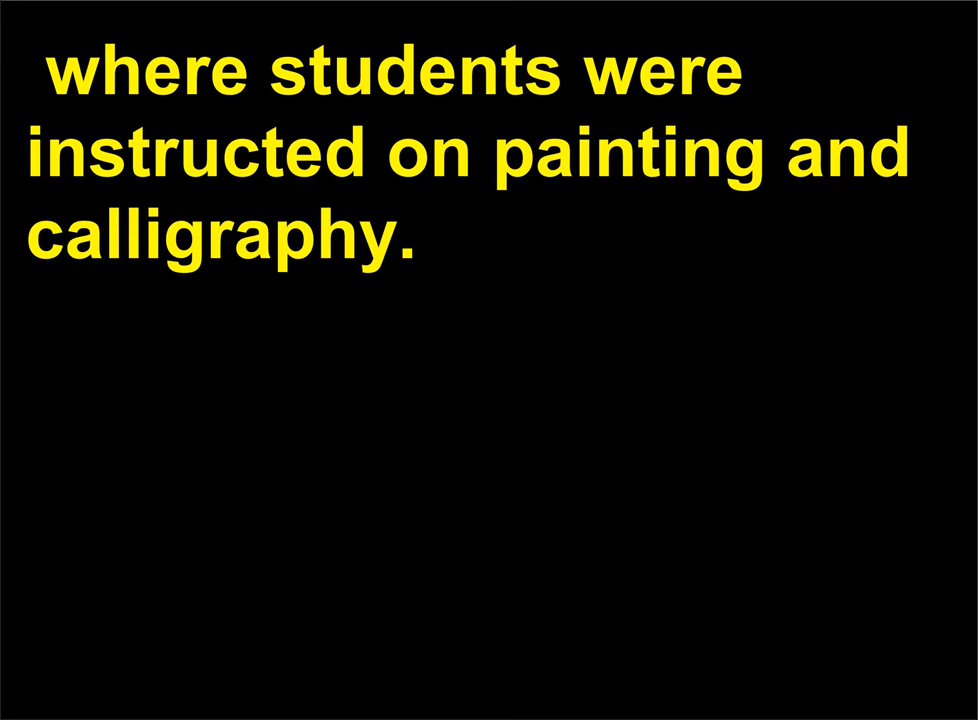 where students were
instructed on painting and
calligraphy.